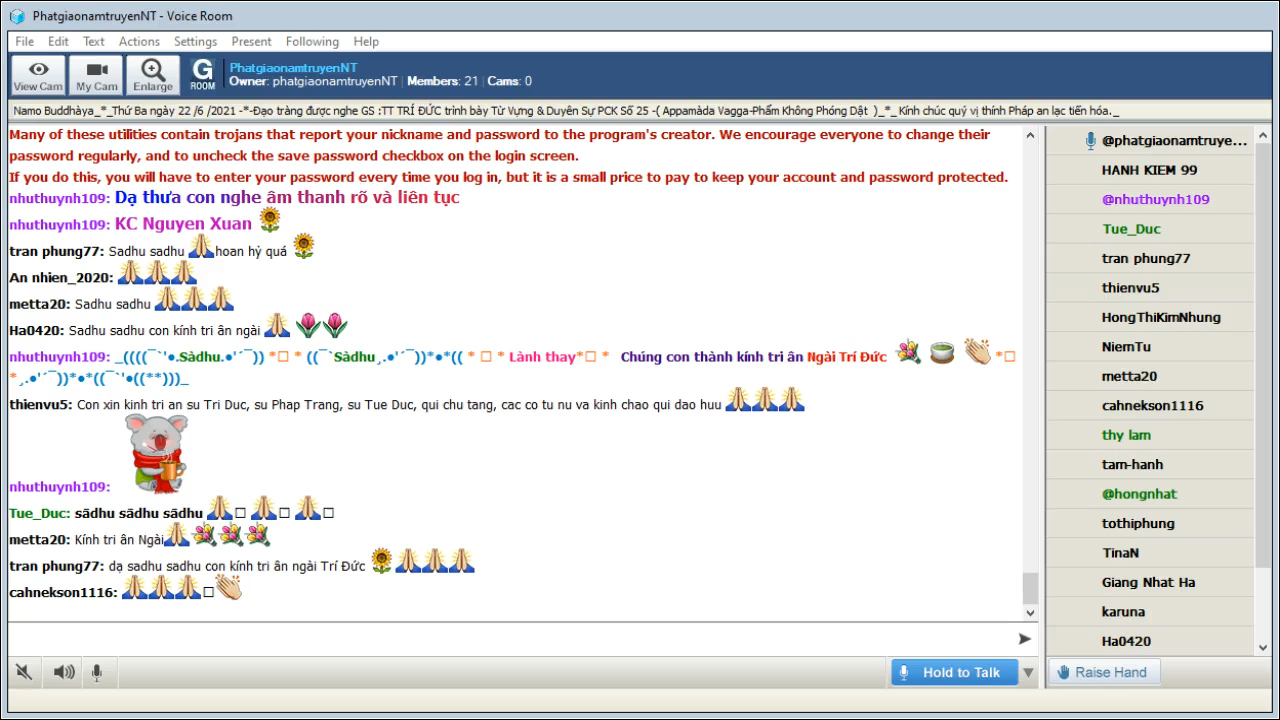 PhatgiaonamtruyenNT - Voice Room
File Edit Text Actions Settings Present Following Help
View Cam My Cam Enlarge G ROOM
PhatgiaonamtruyenNT
Owner: phatgiaonamtruyenNT | Members: 21 | Cams: 0
Namo Buddhàya_*_Thứ Ba ngày 22 /6 /2021 -*-Đạo tràng được nghe GS :TT TRÍ ĐỨC trình bày Từ Vựng & Duyên Sự PCK Số 25 -( Appamàda Vagga-Phẩm Không Phóng Dật )_*_ Kính chúc quý vị thính Pháp an lạc tiến hóa._
Many of these utilities contain trojans that report your nickname and password to the program's creator. We encourage everyone to change their
password regularly, and to uncheck the save password checkbox on the login screen.
If you do this, you will have to enter your password every time you log in, but it is a small price to pay to keep your account and password protected.
nhuthuynh109: Dạ thưa con nghe âm thanh rõ và liên tục
nhuthuynh109: KC Nguyen Xuan 🌻
tran phung77: Sadhu sadhu 🙏hoan hỷ quá 🌻
An nhien_2020: 🙏🙏🙏
metta20: Sadhu sadhu 🙏🙏🙏
Ha0420: Sadhu sadhu con kính tri ân ngài 🙏 🌷🌷
nhuthuynh109: _((((¯`'●.Sàdhu.●'´¯)) *□ * ((¯`Sàdhu¸.●'´¯))*●*(( * □ * Lành thay*□ * Chúng con thành kính tri ân Ngài Trí Đức 💐 🍵 👏 *□
*¸.●'´¯))*●*((¯`'●((**)))_
thienvu5: Con xin kinh tri an su Tri Duc, su Phap Trang, su Tue Duc, qui chu tang, cac co tu nu va kinh chao qui dao huu 🙏🙏🙏
nhuthuynh109:
Tue_Duc: sādhu sādhu sādhu 🙏□ 🙏□ 🙏□
metta20: Kính tri ân Ngài🙏💐💐💐
tran phung77: dạ sadhu sadhu con kính tri ân ngài Trí Đức 🌻🙏🙏🙏
cahnekson1116: 🙏🙏🙏□👏
@phatgiaonamtruye...
HANH KIEM 99
@nhuthuynh109
Tue_Duc
tran phung77
thienvu5
HongThiKimNhung
NiemTu
metta20
cahnekson1116
thy lam
tam-hanh
@hongnhat
tothiphung
TinaN
Giang Nhat Ha
karuna
Ha0420
Hold to Talk
Raise Hand